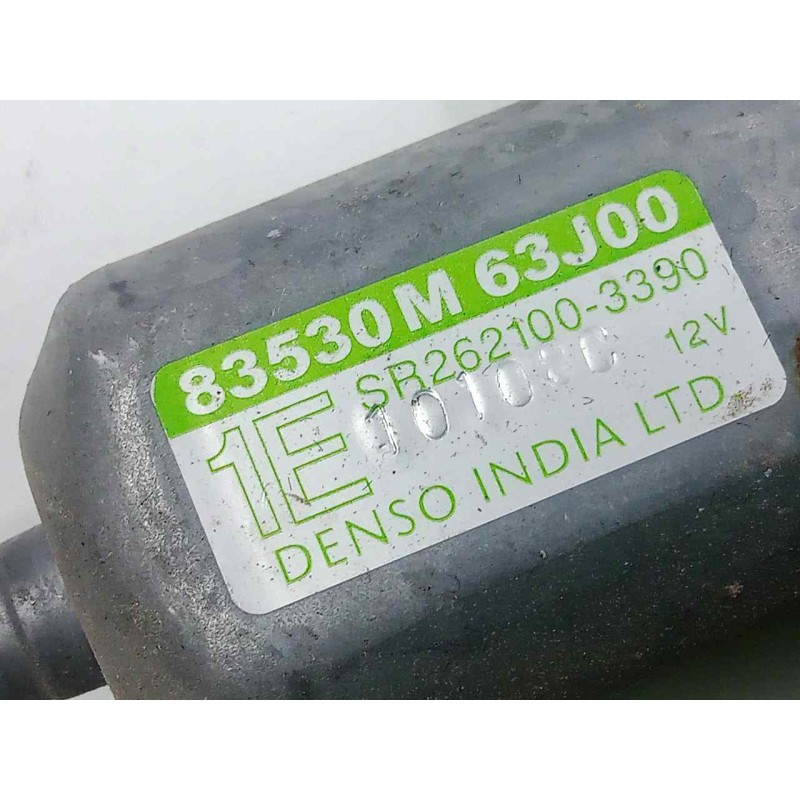 83530M 63J00
SR262100-3390
1E 12V
DENSO INDIA LTD